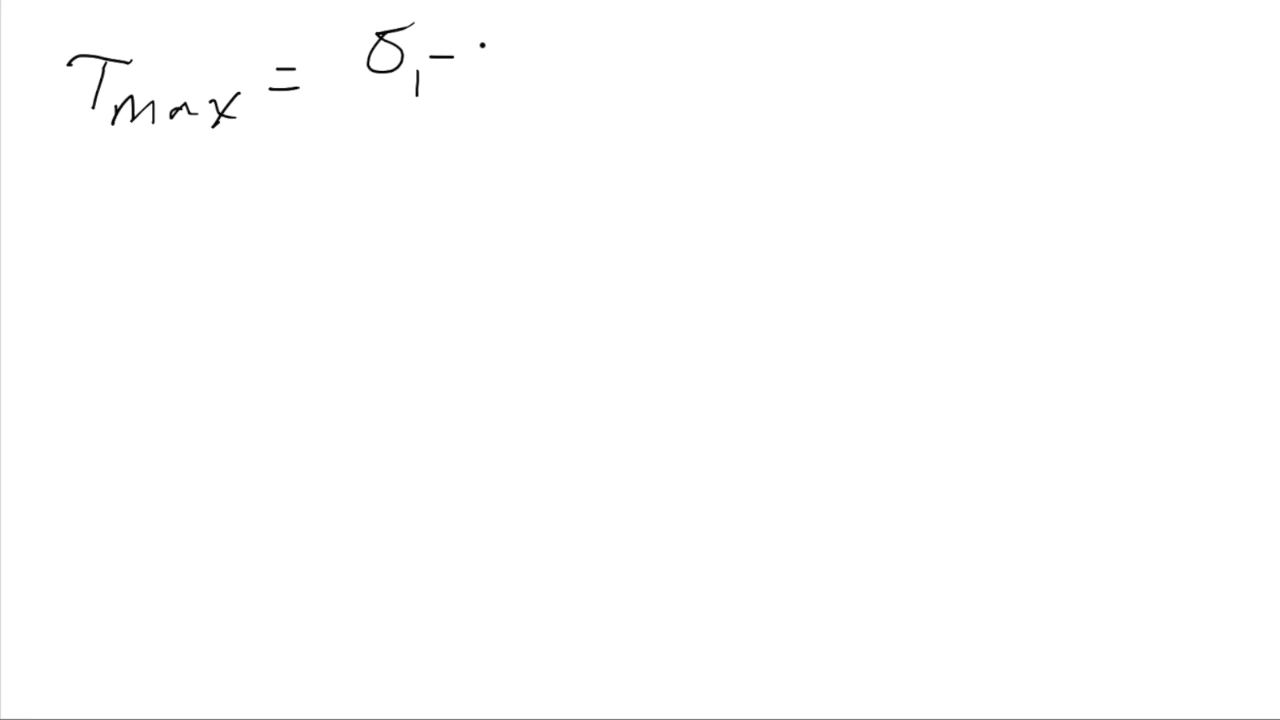 τmax = σ₁ -